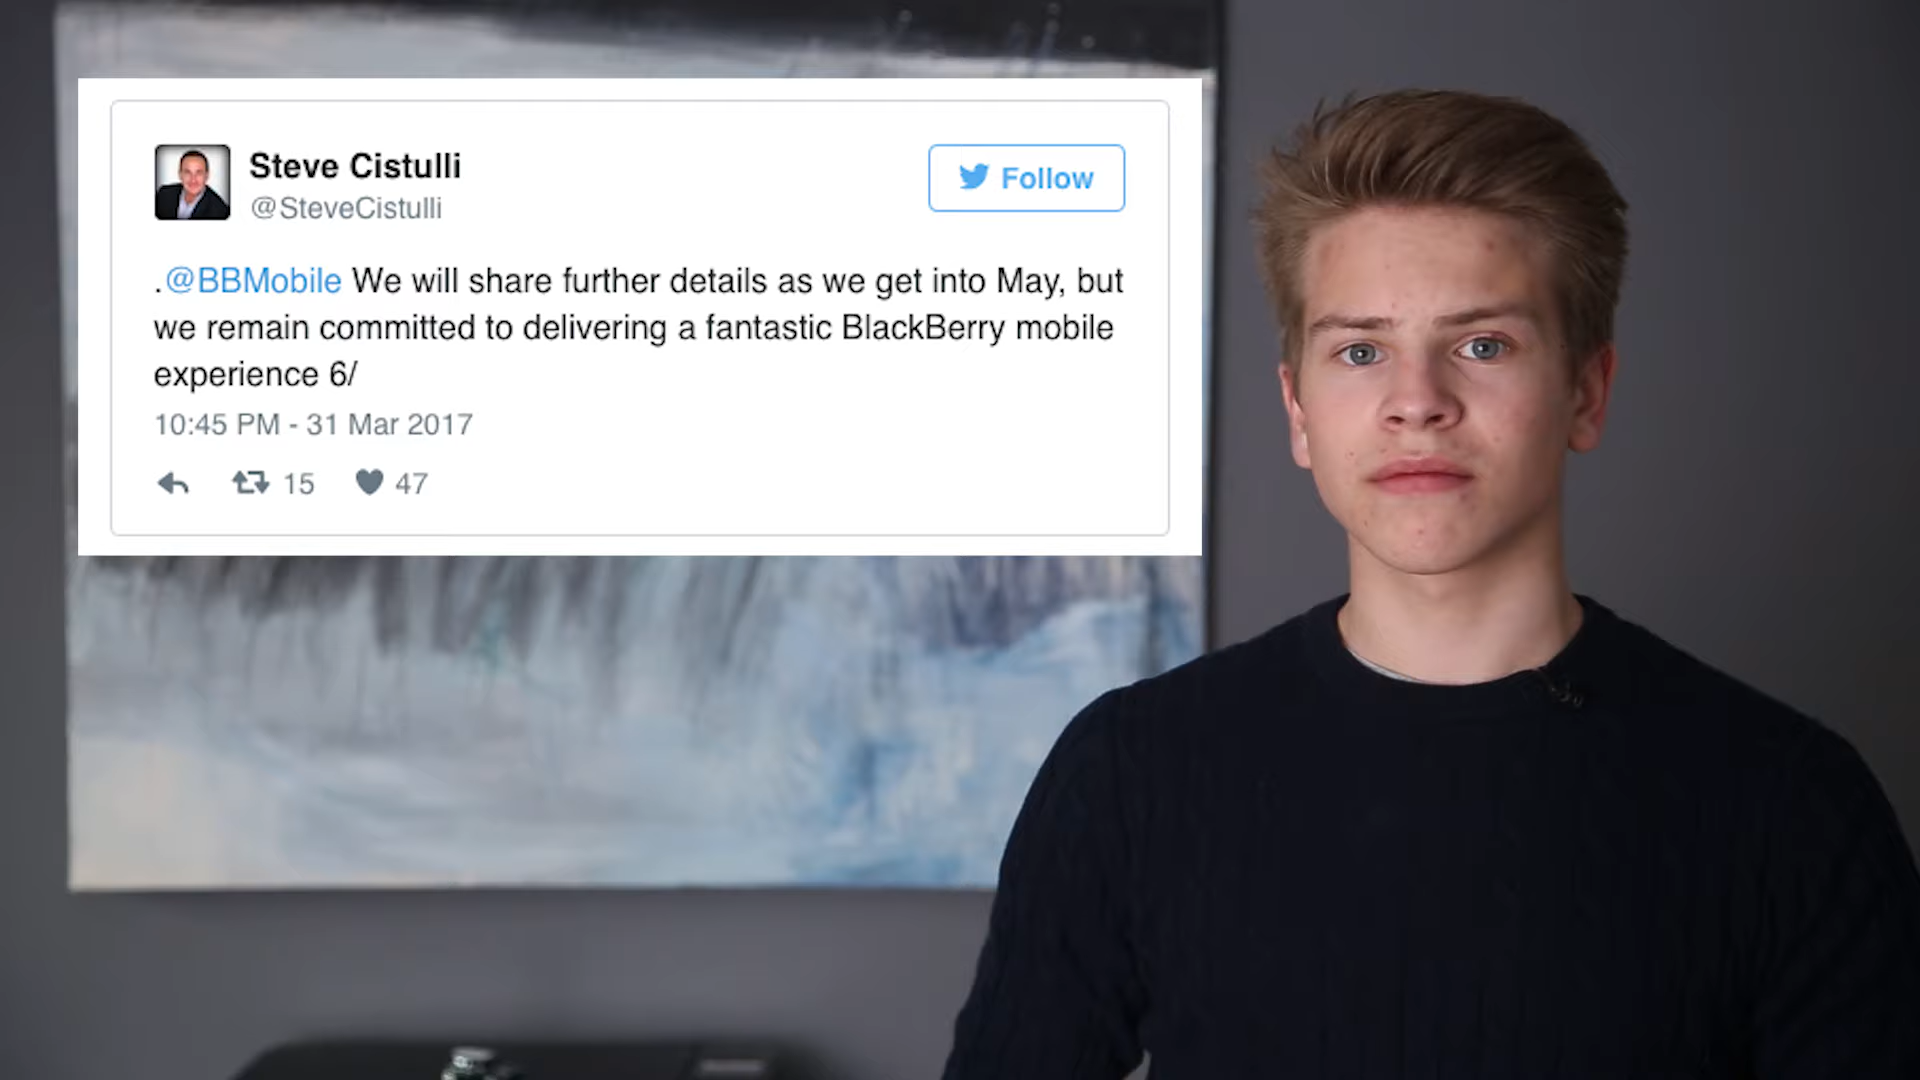 Steve Cistulli
@SteveCistulli
Follow
.@BBMobile We will share further details as we get into May, but
we remain committed to delivering a fantastic BlackBerry mobile
experience 6/
10:45 PM - 31 Mar 2017
15 47